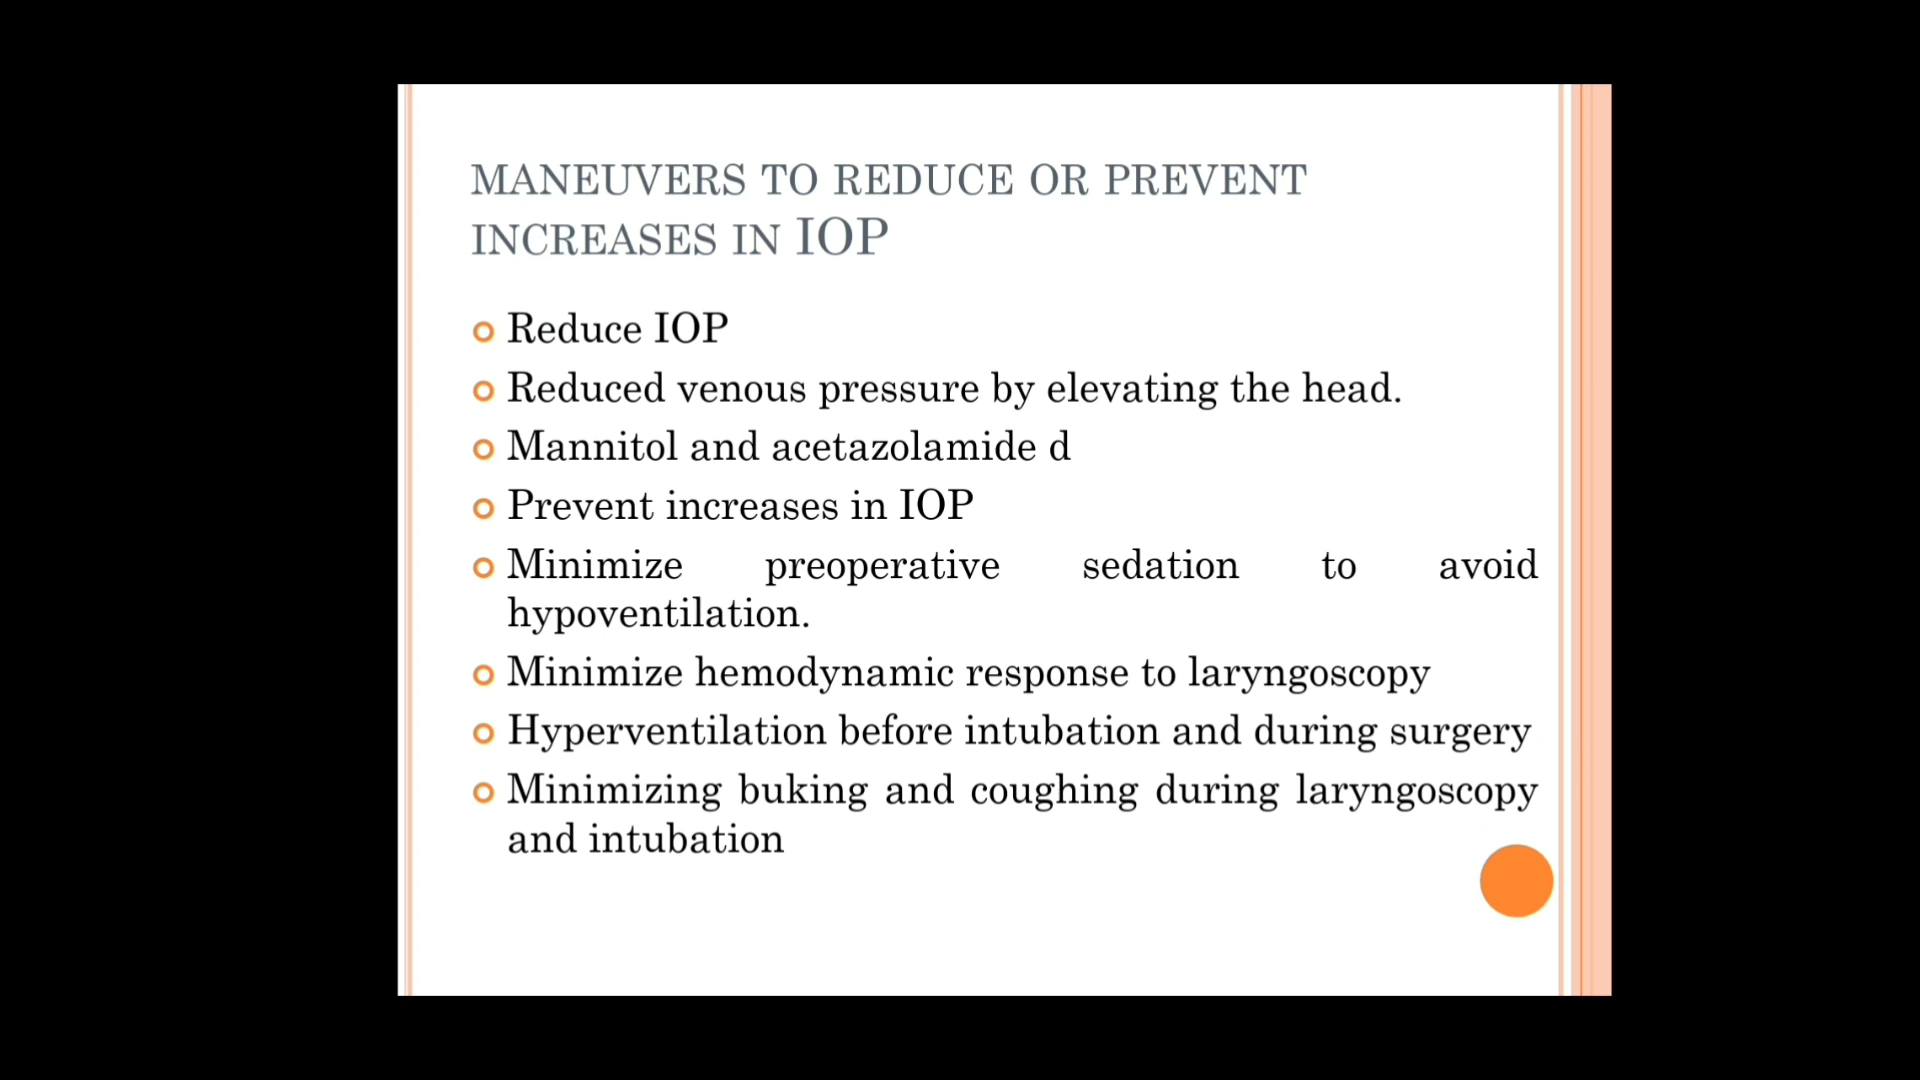 MANEUVERS TO REDUCE OR PREVENT
INCREASES IN IOP
Reduce IOP
Reduced venous pressure by elevating the head.
Mannitol and acetazolamide d
Prevent increases in IOP
Minimize preoperative sedation to avoid
hypoventilation.
Minimize hemodynamic response to laryngoscopy
Hyperventilation before intubation and during surgery
Minimizing buking and coughing during laryngoscopy
and intubation